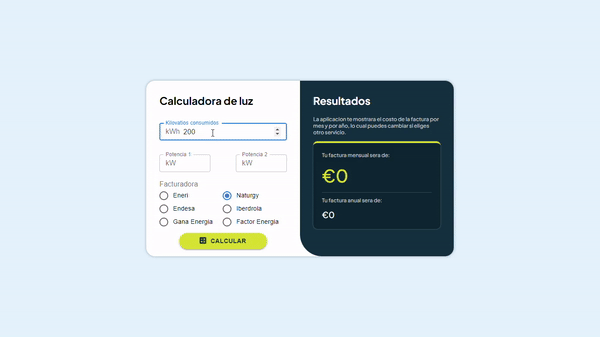 Calculadora de luz
Kilovatios consumidos
kWh 200
Potencia 1
kW
Potencia 2
kW
Facturadora
Eneri
Naturgy
Endesa
Iberdrola
Gana Energia
Factor Energia
CALCULAR
Resultados
La aplicacion te mostrara el costo de la factura por
mes y por año, lo cual puedes cambiar si eliges
otro servicio.
Tu factura mensual sera de:
€0
Tu factura anual sera de:
€0